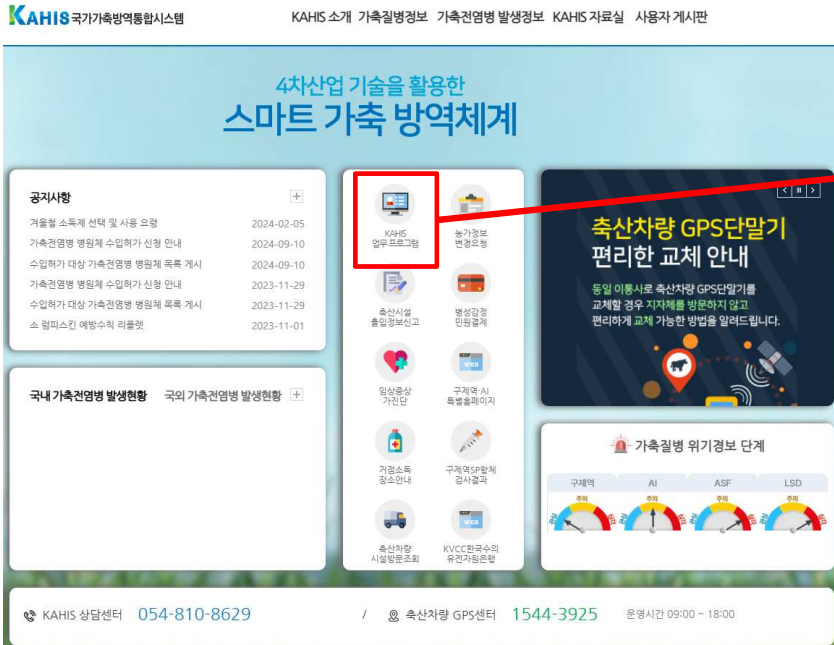 KAHIS 국가가축방역통합시스템
KAHIS 소개 가축질병정보 가축전염병 발생정보 KAHIS 자료실 사용자 게시판
4차산업 기술을 활용한
스마트 가축 방역체계
공지사항
겨울철 소독제 선택 및 사용 요령 2024-02-05
가축전염병 병원체 수입허가 신청 안내 2024-09-10
수입허가 대상 가축전염병 병원체 목록 게시 2024-09-10
가축전염병 병원체 수입허가 신청 안내 2023-11-29
수입허가 대상 가축전염병 병원체 목록 게시 2023-11-29
소 럼피스킨 예방수칙 리플렛 2023-11-01
국내 가축전염병 발생현황 국외 가축전염병 발생현황
KAHIS
업무프로그램
농가정보
변경요청
축산시설
출입정보신고
병성감정
민원결제
임상증상
가진단
WEB
구제역·AI
특별홈페이지
거점소독
장소안내
구제역SP항체
검사결과
축산차량
시설방문조회
WEB
KVCC한국수의
유전자원은행
축산차량 GPS단말기
편리한 교체 안내
동일 이통사로 축산차량 GPS단말기를
교체할 경우 지자체를 방문하지 않고
편리하게 교체 가능한 방법을 알려드립니다.
가축질병 위기경보 단계
구제역 AI ASF LSD
주의 주의 주의 주의
관심 심각 관심 심각 관심 심각 관심 심각
KAHIS 상담센터 054-810-8629 / 축산차량 GPS센터 1544-3925 운영시간 09:00 ~ 18:00